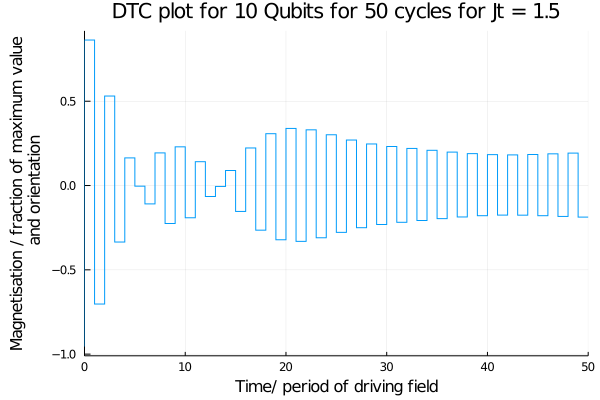 DTC plot for 10 Qubits for 50 cycles for Jt = 1.5
Magnetisation / fraction of maximum value
and orientation
0.5
0.0
−0.5
−1.0
0
10
20
30
40
50
Time/ period of driving field